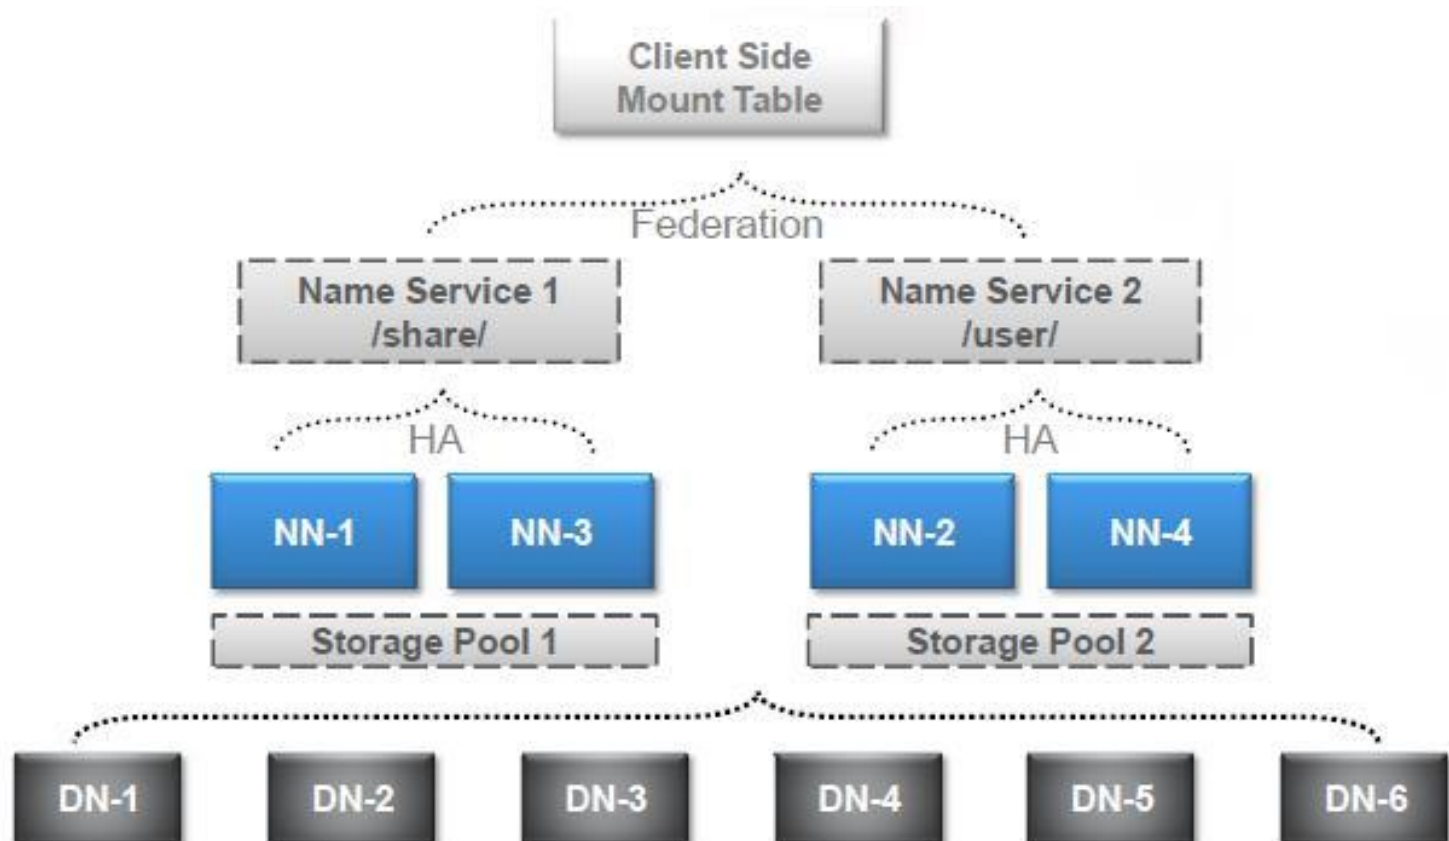 Client Side
Mount Table
Federation
Name Service 1
/share/
Name Service 2
/user/
HA
HA
NN-1
NN-3
NN-2
NN-4
Storage Pool 1
Storage Pool 2
DN-1
DN-2
DN-3
DN-4
DN-5
DN-6